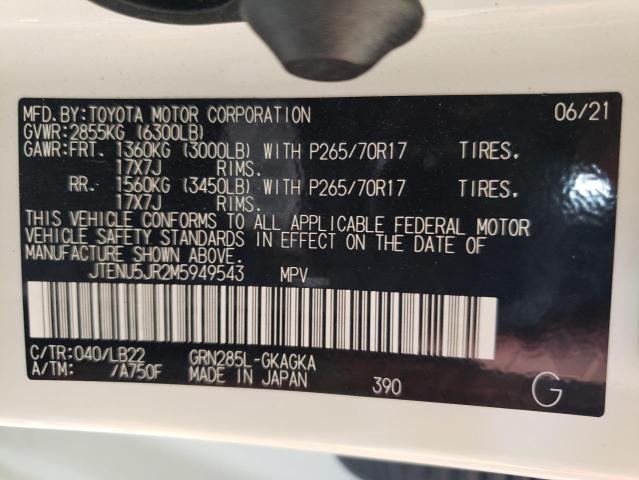 MFD.BY:TOYOTA MOTOR CORPORATION 06/21
GVWR:2855KG (6300LB)
GAWR:FRT. 1360KG (3000LB) WITH P265/70R17 TIRES.
17X7J RIMS.
RR. 1560KG (3450LB) WITH P265/70R17 TIRES.
17X7J RIMS.
THIS VEHICLE CONFORMS TO ALL APPLICABLE FEDERAL MOTOR
VEHICLE SAFETY STANDARDS IN EFFECT ON THE DATE OF
MANUFACTURE SHOWN ABOVE.
JTENU5JR2M5949543 MPV
C/TR:040/LB22 GRN285L-GKAGKA
A/TM: /A750F MADE IN JAPAN 390 G